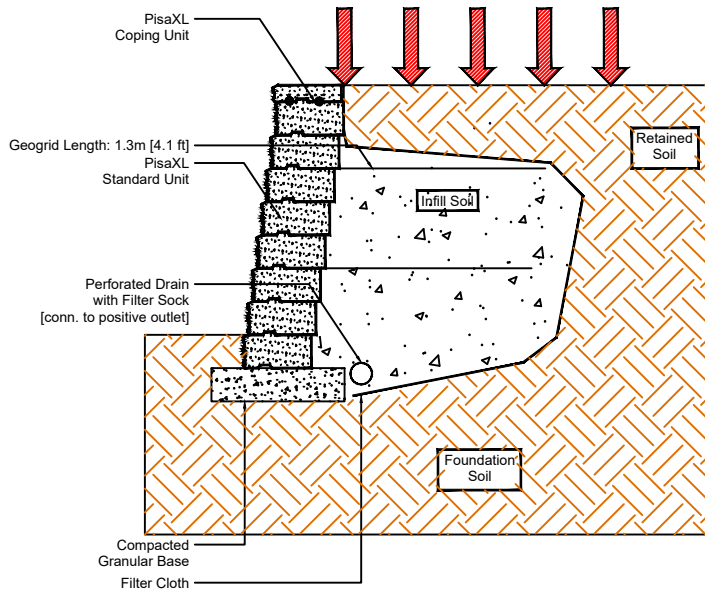 PisaXL
Coping Unit
Geogrid Length: 1.3m [4.1 ft]
PisaXL
Standard Unit
Retained
Soil
Infill Soil
Perforated Drain
with Filter Sock
[conn. to positive outlet]
Foundation
Soil
Compacted
Granular Base
Filter Cloth